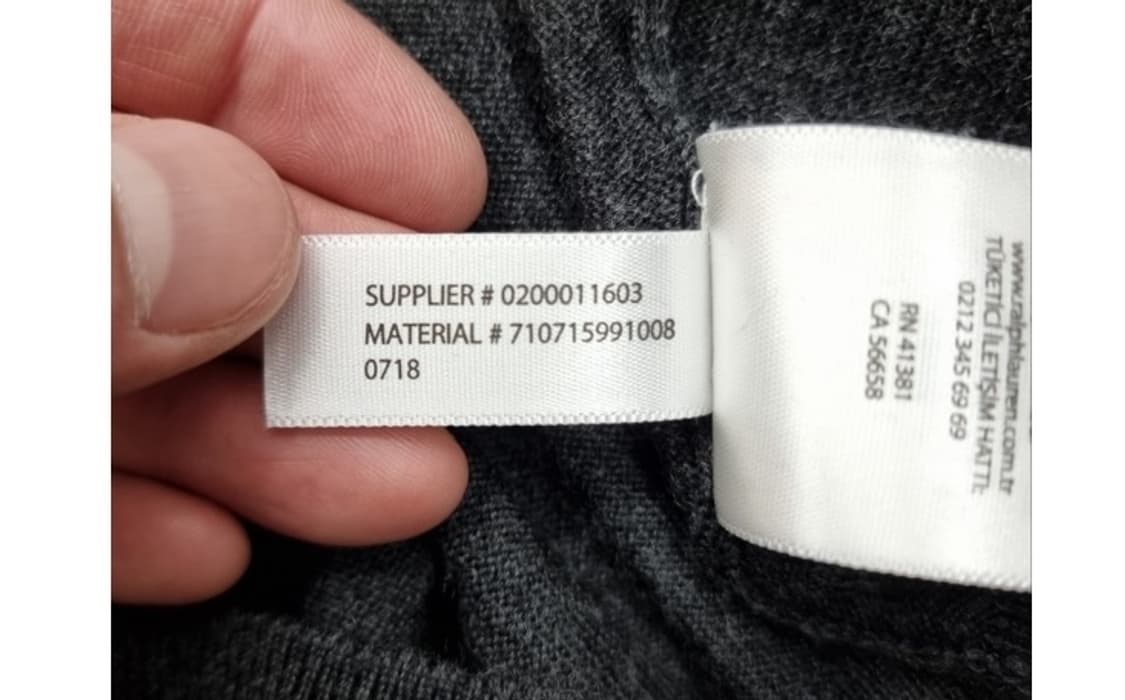 SUPPLIER # 0200011603
MATERIAL # 710715991008
0718
www.ralphlauren.com.tr
TÜKETİCİ İLETİŞİM HATTI:
0212 345 69 69
RN 41381
CA 56658